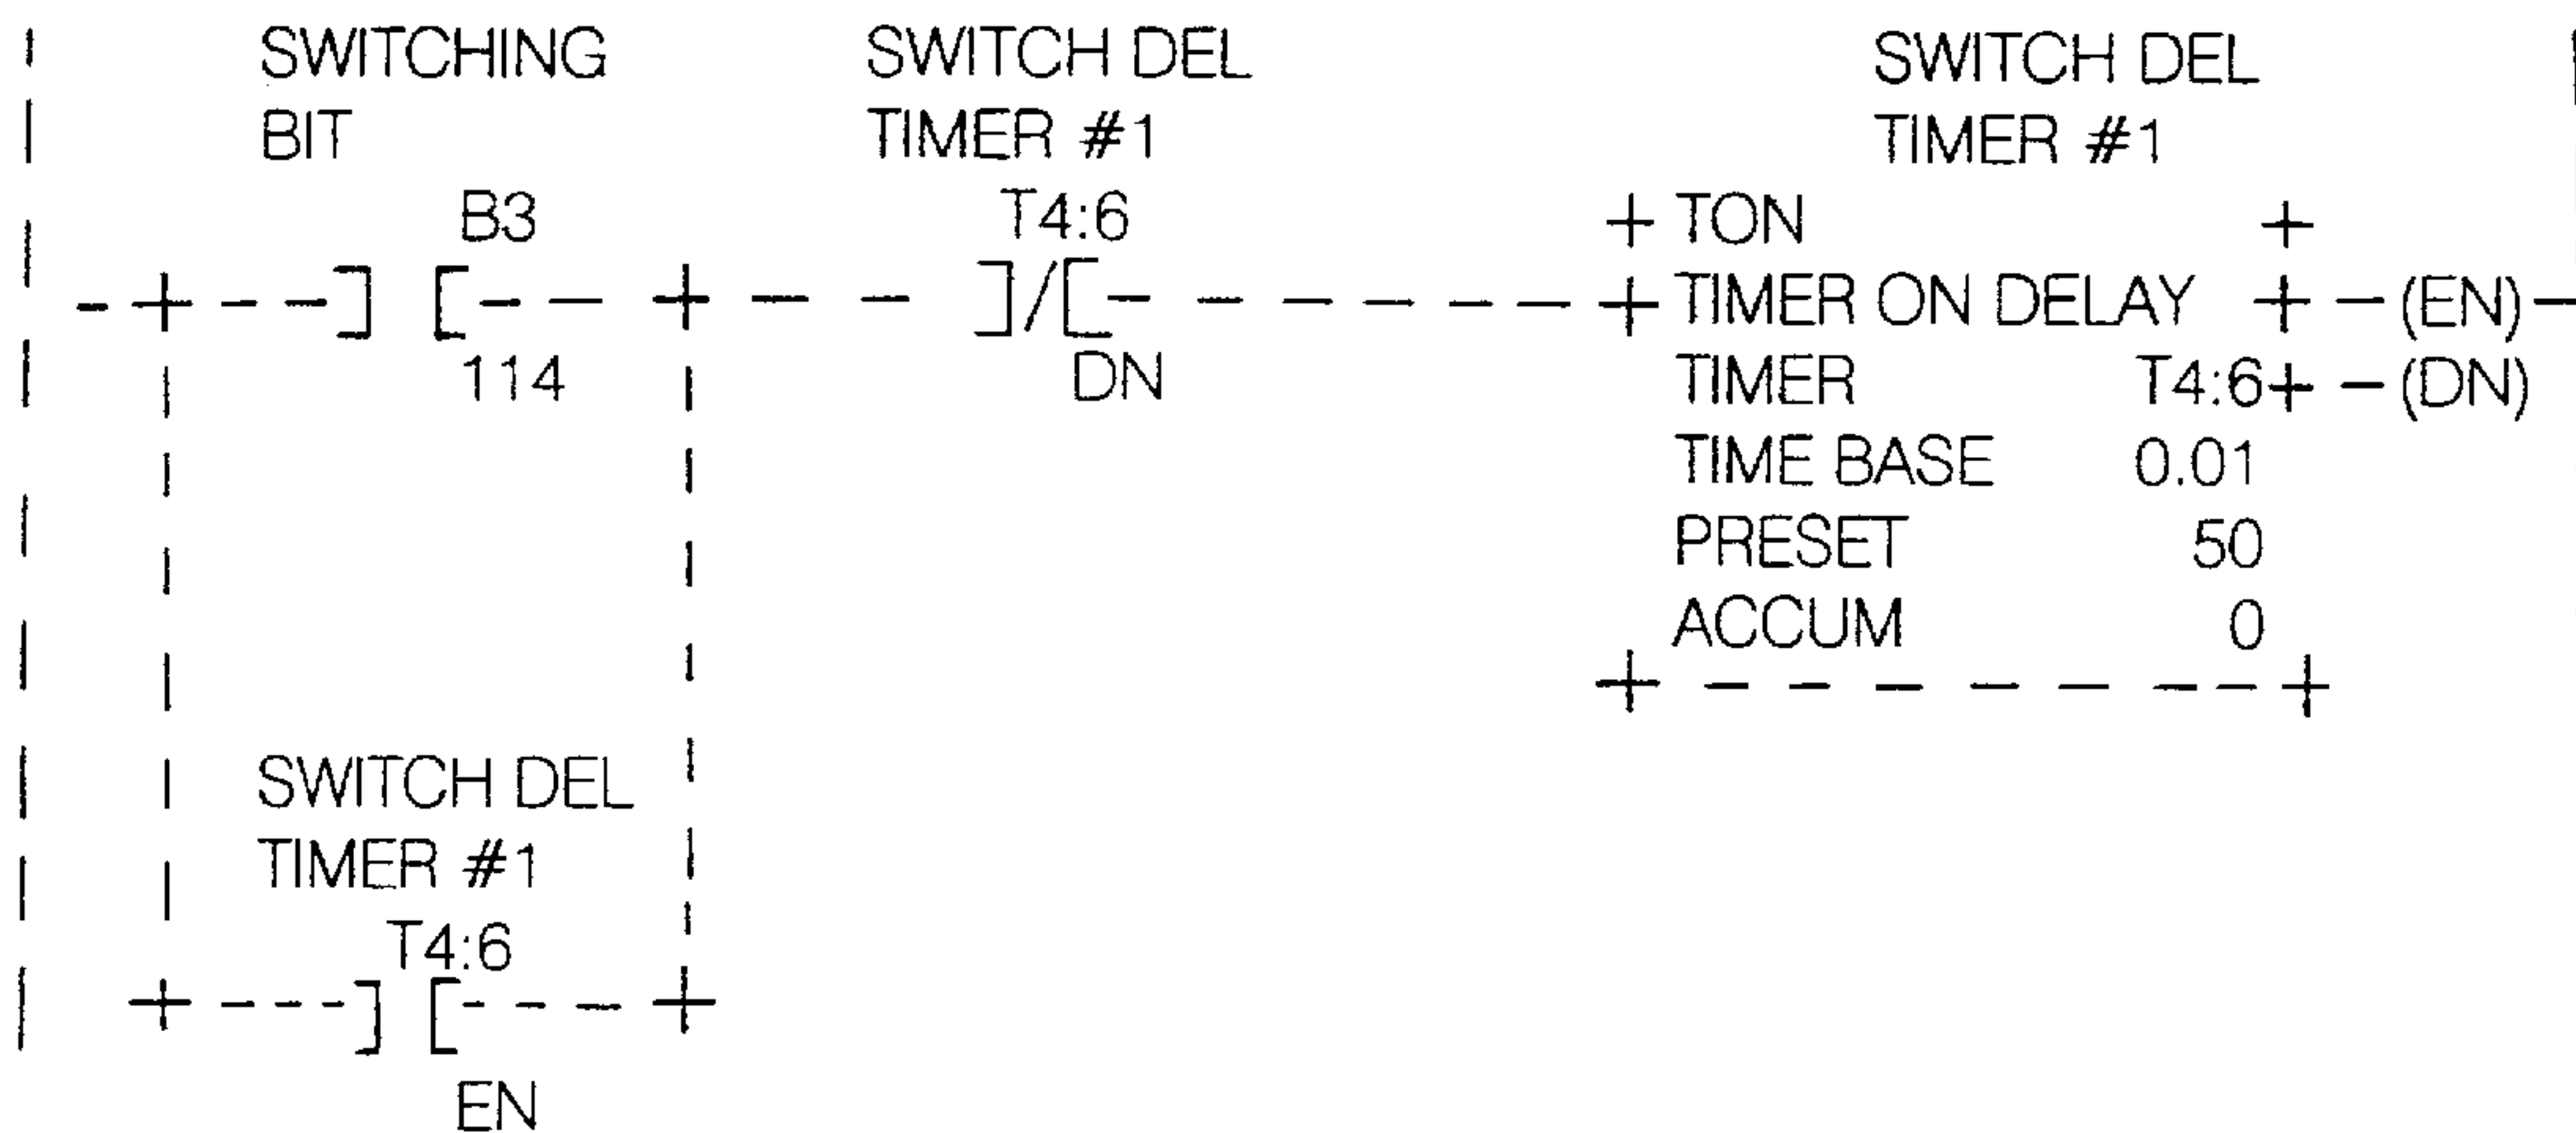 SWITCHING
BIT
B3
] [
114
SWITCH DEL
TIMER #1
T4:6
]/[
DN
SWITCH DEL
TIMER #1
TON
TIMER ON DELAY (EN)
TIMER T4:6 (DN)
TIME BASE 0.01
PRESET 50
ACCUM 0
SWITCH DEL
TIMER #1
T4:6
] [
EN